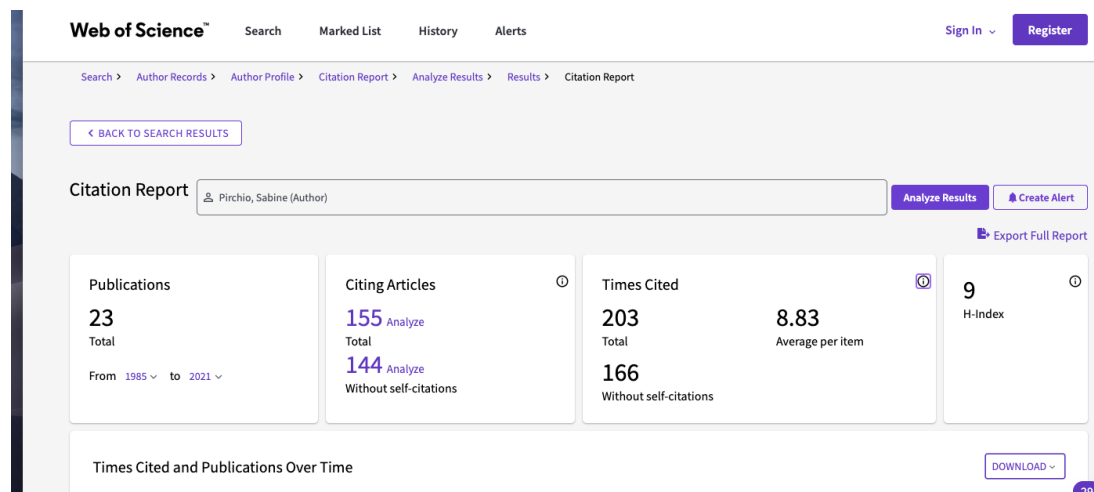 Web of Science™ Search Marked List History Alerts Sign In Register
Search > Author Records > Author Profile > Citation Report > Analyze Results > Results > Citation Report
< BACK TO SEARCH RESULTS
Citation Report Pirchio, Sabine (Author) Analyze Results Create Alert
Export Full Report
Publications
23
Total
From 1985 to 2021
Citing Articles
155 Analyze
Total
144 Analyze
Without self-citations
Times Cited
203
Total
8.83
Average per item
166
Without self-citations
9
H-Index
Times Cited and Publications Over Time DOWNLOAD